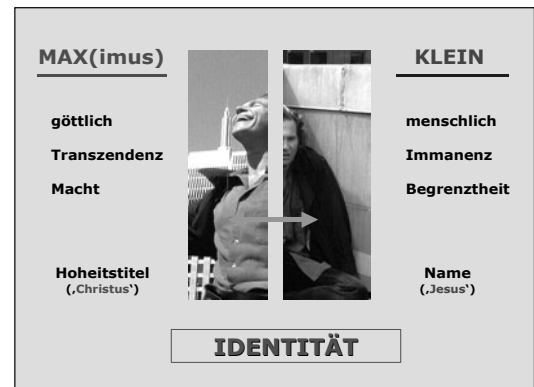 MAX(imus)
göttlich
Transzendenz
Macht
Hoheitstitel
(‚Christus‘)
KLEIN
menschlich
Immanenz
Begrenztheit
Name
(‚Jesus‘)
IDENTITÄT